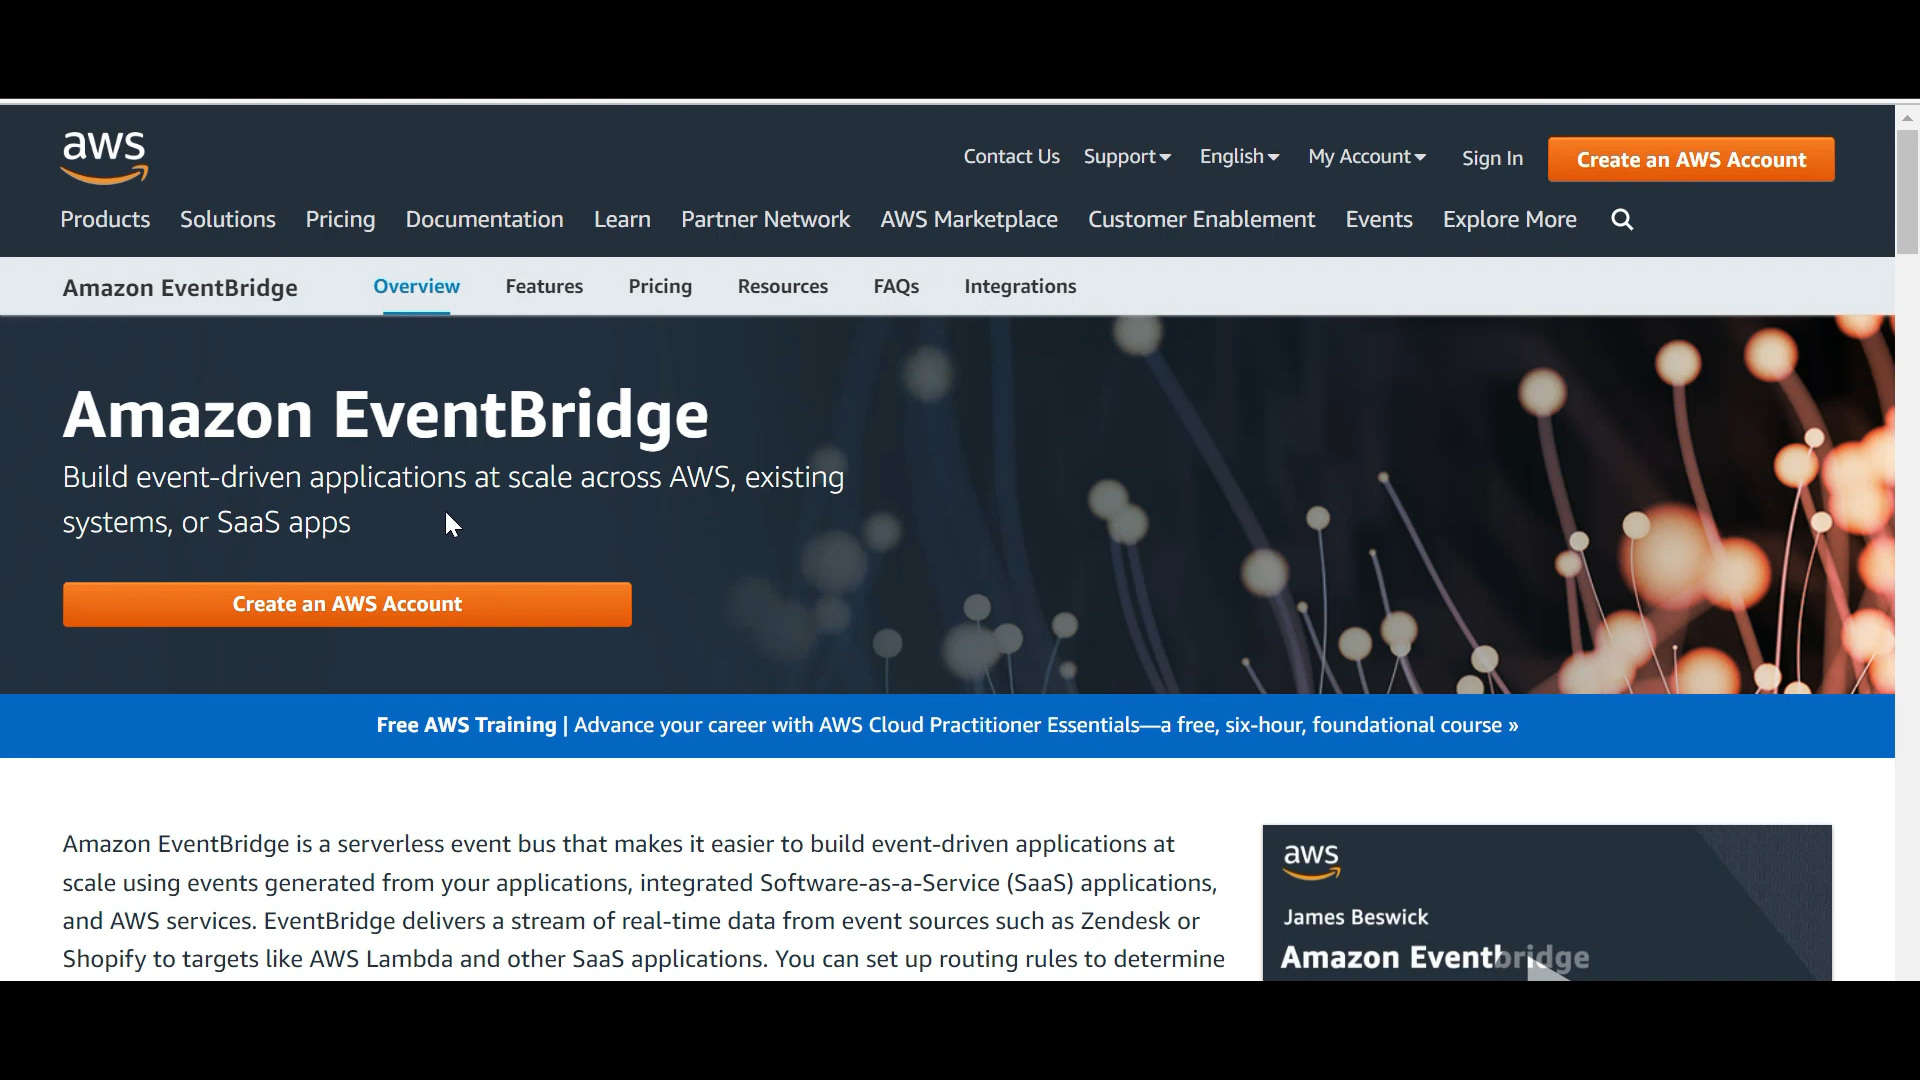 aws
Contact Us Support English My Account Sign In Create an AWS Account
Products Solutions Pricing Documentation Learn Partner Network AWS Marketplace Customer Enablement Events Explore More
Amazon EventBridge Overview Features Pricing Resources FAQs Integrations
Amazon EventBridge
Build event-driven applications at scale across AWS, existing
systems, or SaaS apps
Create an AWS Account
Free AWS Training | Advance your career with AWS Cloud Practitioner Essentials—a free, six-hour, foundational course »
Amazon EventBridge is a serverless event bus that makes it easier to build event-driven applications at
scale using events generated from your applications, integrated Software-as-a-Service (SaaS) applications,
and AWS services. EventBridge delivers a stream of real-time data from event sources such as Zendesk or
Shopify to targets like AWS Lambda and other SaaS applications. You can set up routing rules to determine
aws
James Beswick
Amazon Eventbridge